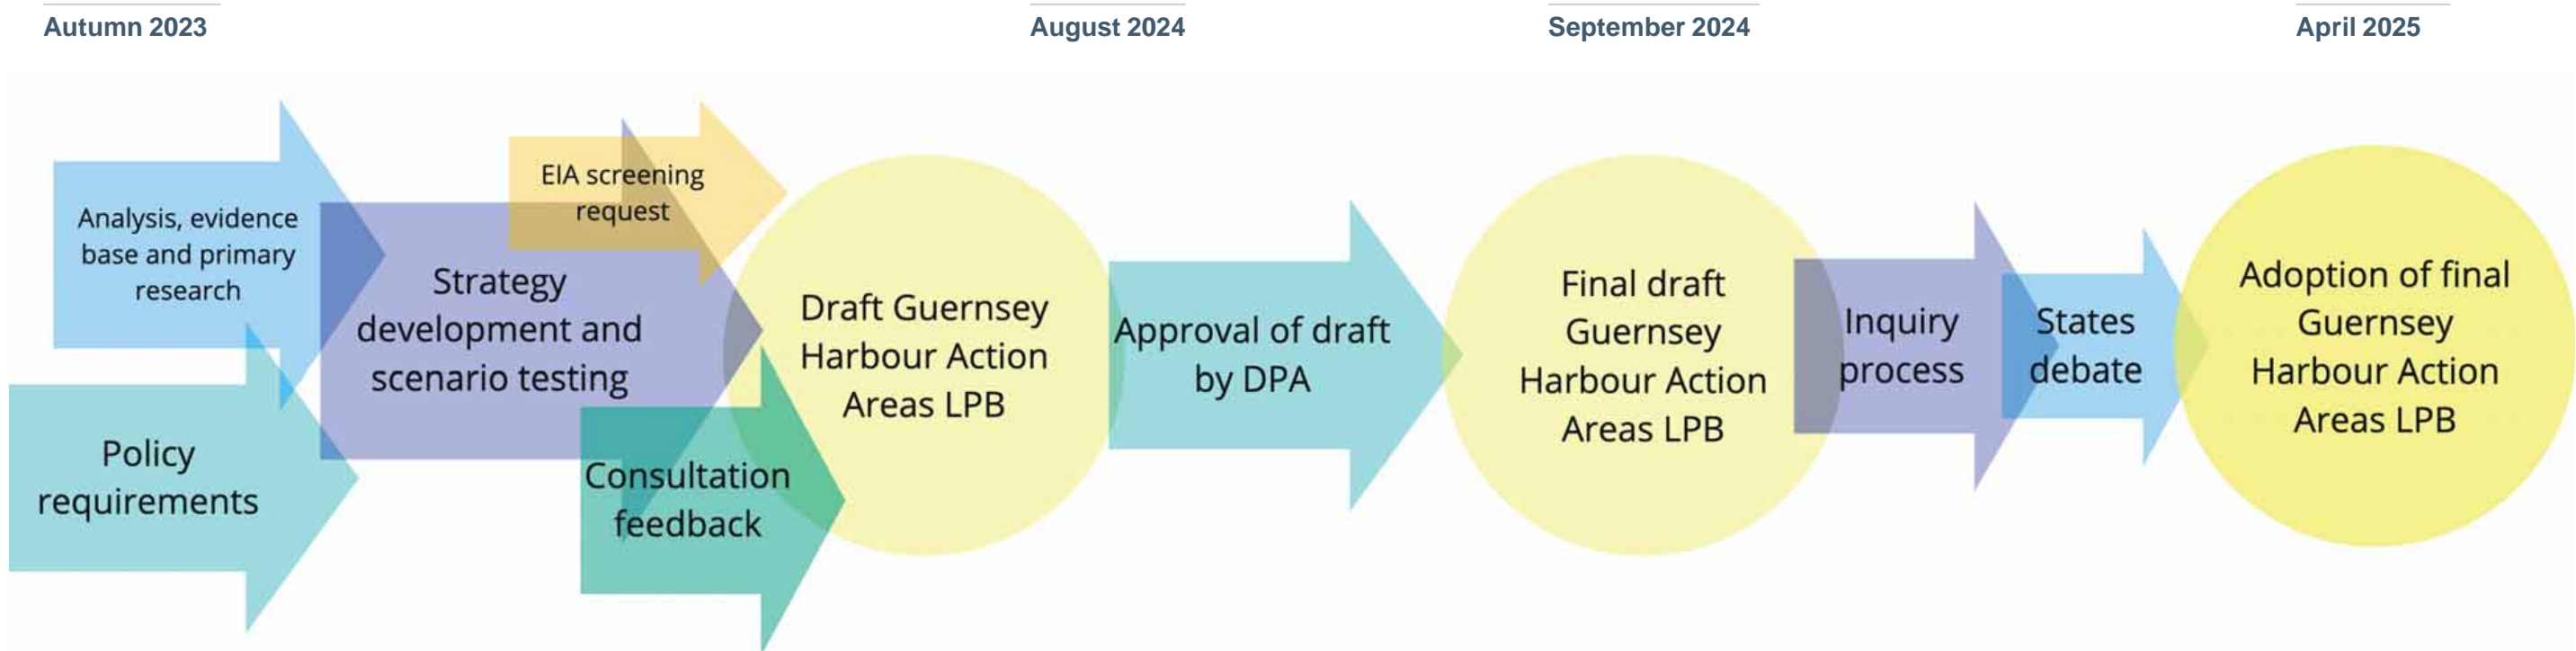 Autumn 2023
August 2024
September 2024
April 2025
Analysis, evidence
base and primary
research
Policy
requirements
Strategy
development and
scenario testing
EIA screening
request
Consultation
feedback
Draft Guernsey
Harbour Action
Areas LPB
Approval of draft
by DPA
Final draft
Guernsey
Harbour Action
Areas LPB
Inquiry
process
States
debate
Adoption of final
Guernsey
Harbour Action
Areas LPB